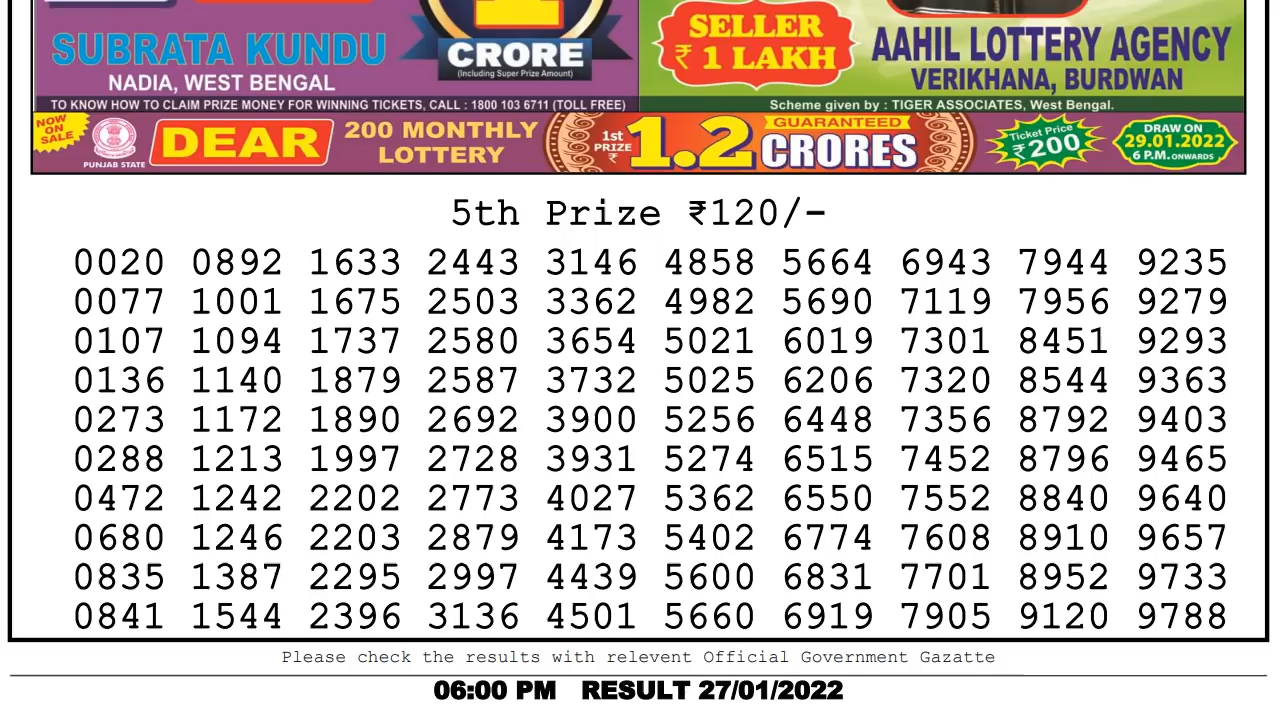 SUBRATA KUNDU
NADIA, WEST BENGAL
CRORE
(Including Super Prize Amount)
SELLER
₹ 1 LAKH
AAHIL LOTTERY AGENCY
VERIKHANA, BURDWAN
TO KNOW HOW TO CLAIM PRIZE MONEY FOR WINNING TICKETS, CALL : 1800 103 6711 (TOLL FREE)
Scheme given by : TIGER ASSOCIATES, West Bengal.
NOW
ON
SALE
PUNJAB STATE
DEAR
200 MONTHLY
LOTTERY
1st
PRIZE
₹
1.2
GUARANTEED
CRORES
Ticket Price
₹200
DRAW ON
29.01.2022
6 P.M. ONWARDS
5th Prize ₹120/-
0020 0892 1633 2443 3146 4858 5664 6943 7944 9235
0077 1001 1675 2503 3362 4982 5690 7119 7956 9279
0107 1094 1737 2580 3654 5021 6019 7301 8451 9293
0136 1140 1879 2587 3732 5025 6206 7320 8544 9363
0273 1172 1890 2692 3900 5256 6448 7356 8792 9403
0288 1213 1997 2728 3931 5274 6515 7452 8796 9465
0472 1242 2202 2773 4027 5362 6550 7552 8840 9640
0680 1246 2203 2879 4173 5402 6774 7608 8910 9657
0835 1387 2295 2997 4439 5600 6831 7701 8952 9733
0841 1544 2396 3136 4501 5660 6919 7905 9120 9788
Please check the results with relevent Official Government Gazatte
06:00 PM RESULT 27/01/2022